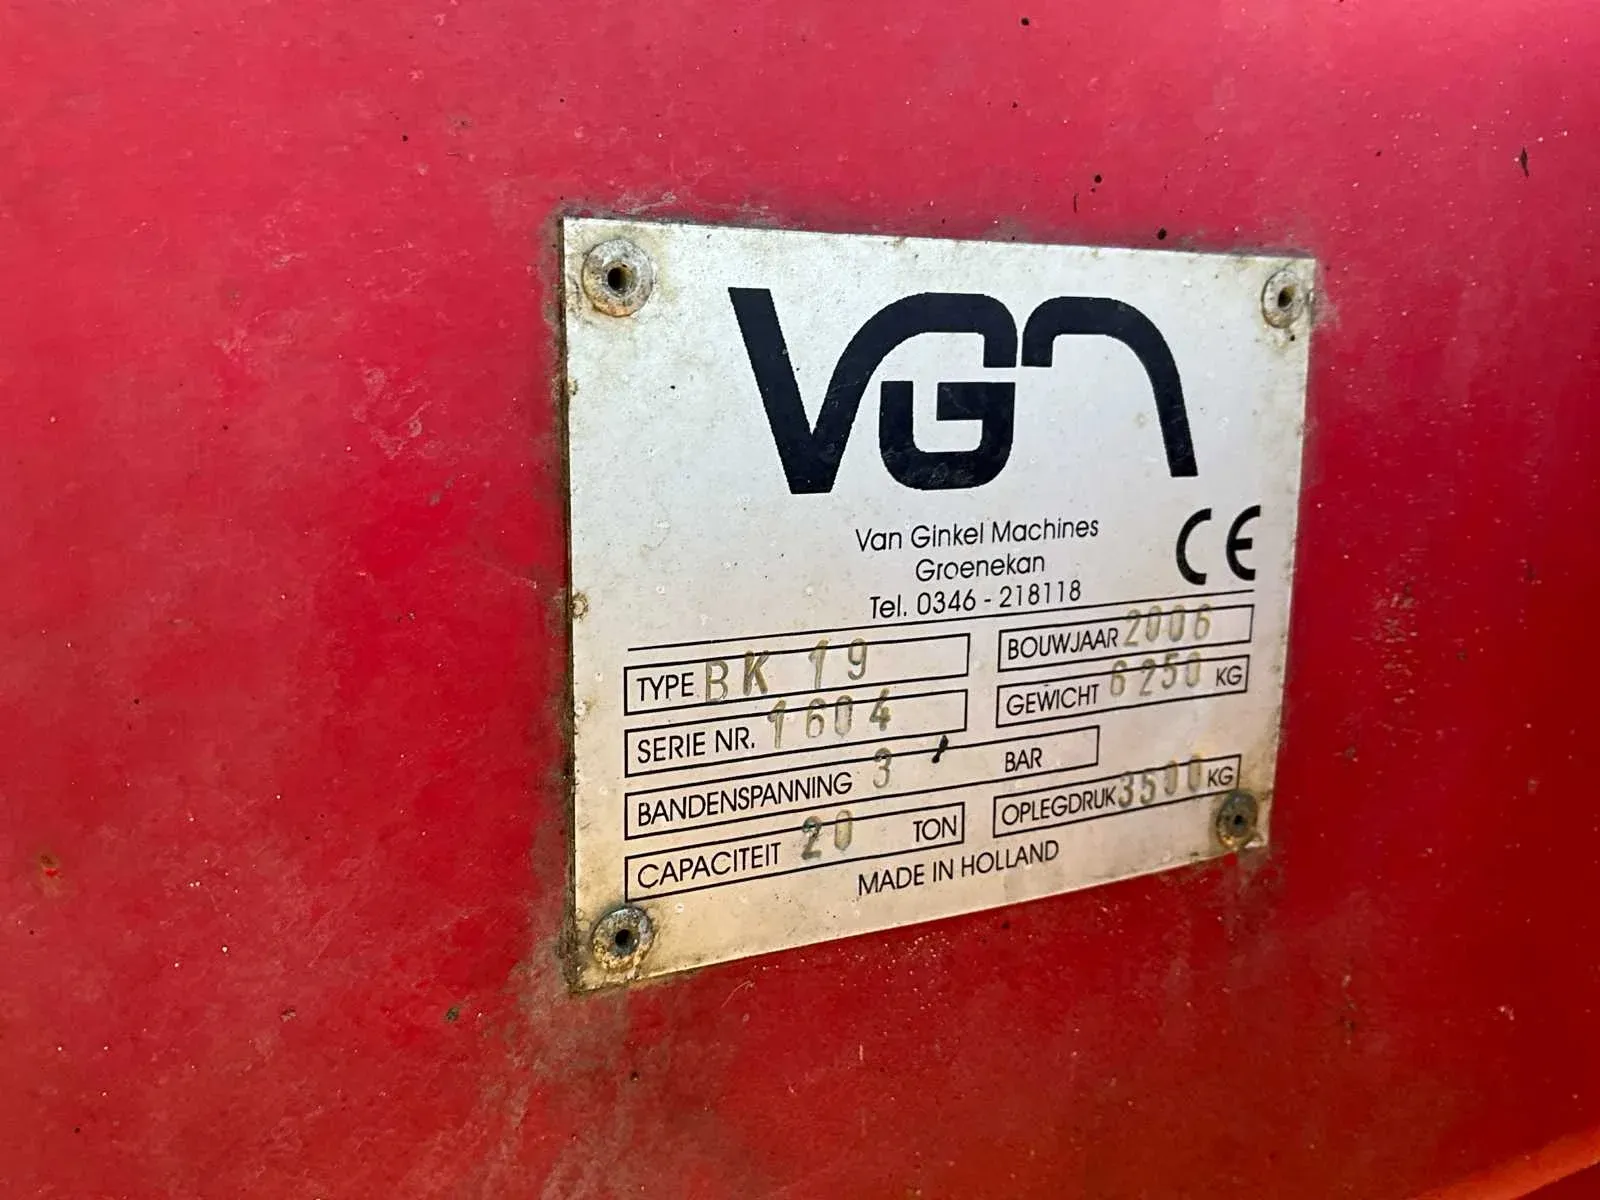 VGM
Van Ginkel Machines
Groenekan
Tel. 0346 - 218118
CE
TYPE BK 19
BOUWJAAR 2006
SERIE NR. 1604
GEWICHT 6250 KG
BANDENSPANNING 3 BAR
CAPACITEIT 20 TON
OPLEGDRUK 3500 KG
MADE IN HOLLAND